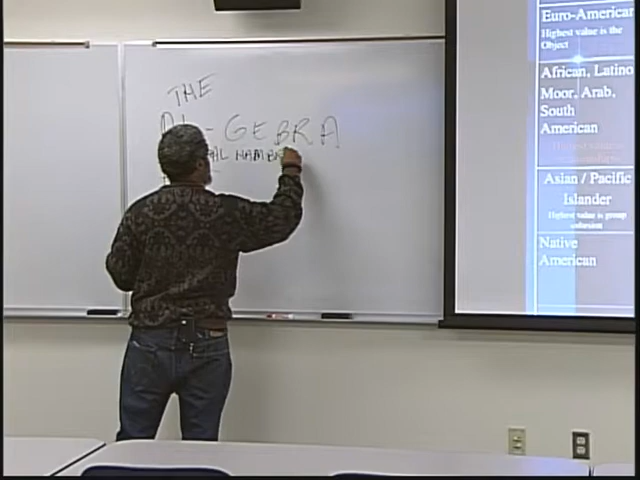 THE
AL-GEBRA
Euro-American
Highest value is the
Object
African, Latino
Moor, Arab,
South
American
Asian / Pacific
Islander
Highest value is group
cohesion
Native
American